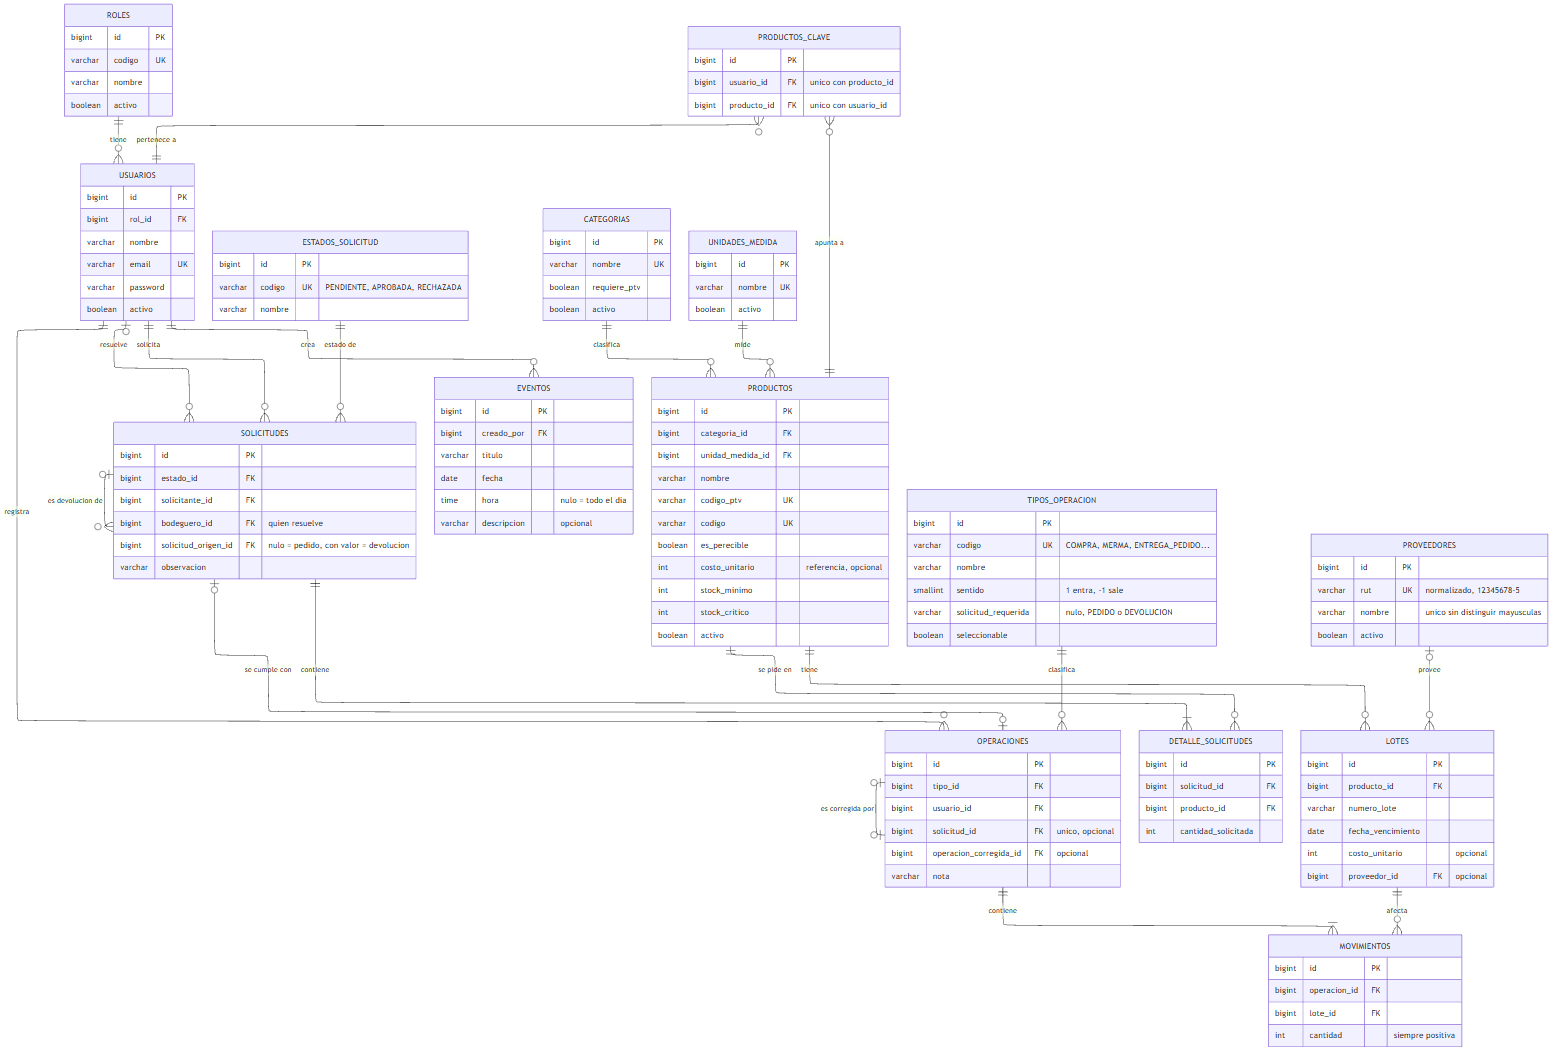 ROLES
bigint id PK
varchar codigo UK
varchar nombre
boolean activo
PRODUCTOS_CLAVE
bigint id PK
bigint usuario_id FK unico con producto_id
bigint producto_id FK unico con usuario_id
tiene
pertenece a
USUARIOS
bigint id PK
bigint rol_id FK
varchar nombre
varchar email UK
varchar password
boolean activo
ESTADOS_SOLICITUD
bigint id PK
varchar codigo UK PENDIENTE, APROBADA, RECHAZADA
varchar nombre
CATEGORIAS
bigint id PK
varchar nombre UK
boolean requiere_ptv
boolean activo
UNIDADES_MEDIDA
bigint id PK
varchar nombre UK
boolean activo
apunta a
resuelve
solicita
crea
estado de
clasifica
mide
EVENTOS
bigint id PK
bigint creado_por FK
varchar titulo
date fecha
time hora nulo = todo el dia
varchar descripcion opcional
PRODUCTOS
bigint id PK
bigint categoria_id FK
bigint unidad_medida_id FK
varchar nombre
varchar codigo_ptv UK
varchar codigo UK
boolean es_perecible
int costo_unitario referencia, opcional
int stock_minimo
int stock_critico
boolean activo
SOLICITUDES
bigint id PK
bigint estado_id FK
bigint solicitante_id FK
bigint bodeguero_id FK quien resuelve
bigint solicitud_origen_id FK nulo = pedido, con valor = devolucion
varchar observacion
es devolucion de
registra
TIPOS_OPERACION
bigint id PK
varchar codigo UK COMPRA, MERMA, ENTREGA_PEDIDO...
varchar nombre
smallint sentido 1 entra, -1 sale
varchar solicitud_requerida nulo, PEDIDO o DEVOLUCION
boolean seleccionable
PROVEEDORES
bigint id PK
varchar rut UK normalizado, 12345678-5
varchar nombre unico sin distinguir mayusculas
boolean activo
se cumple con
contiene
se pide en
tiene
clasifica
provee
OPERACIONES
bigint id PK
bigint tipo_id FK
bigint usuario_id FK
bigint solicitud_id FK unico, opcional
bigint operacion_corregida_id FK opcional
varchar nota
es corregida por
DETALLE_SOLICITUDES
bigint id PK
bigint solicitud_id FK
bigint producto_id FK
int cantidad_solicitada
LOTES
bigint id PK
bigint producto_id FK
varchar numero_lote
date fecha_vencimiento
int costo_unitario opcional
bigint proveedor_id FK opcional
contiene
afecta
MOVIMIENTOS
bigint id PK
bigint operacion_id FK
bigint lote_id FK
int cantidad siempre positiva